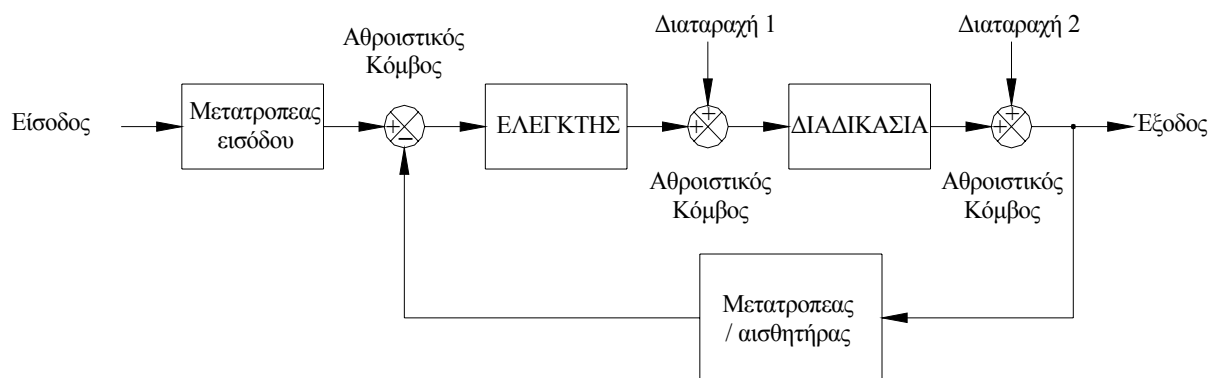 Διαταραχή 1
Διαταραχή 2
Αθροιστικός
Κόμβος
Είσοδος
Μετατροπεας
εισόδου
+
−
ΕΛΕΓΚΤΗΣ
+
+
ΔΙΑΔΙΚΑΣΙΑ
+
+
Έξοδος
Αθροιστικός
Κόμβος
Αθροιστικός
Κόμβος
Μετατροπεας
/ αισθητήρας